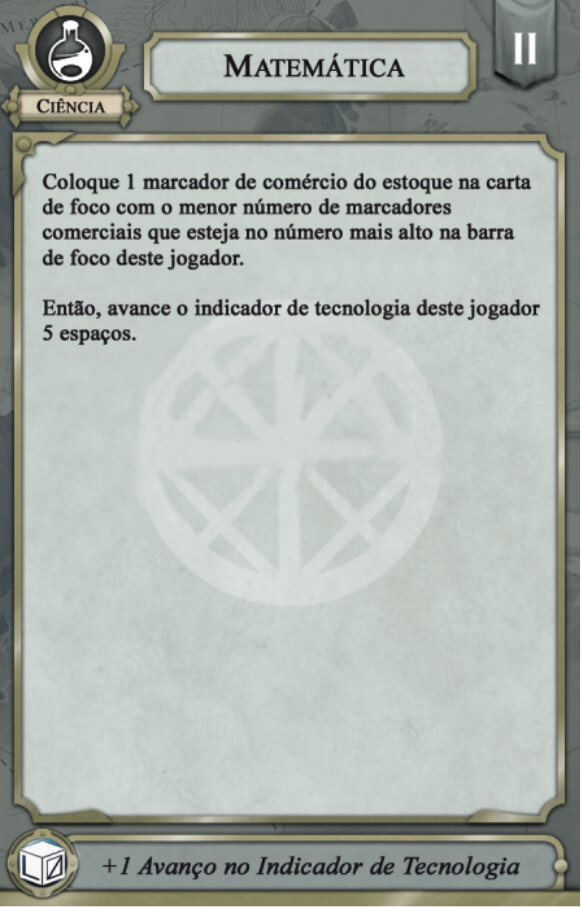 II
MATEMÁTICA
CIÊNCIA
Coloque 1 marcador de comércio do estoque na carta
de foco com o menor número de marcadores
comerciais que esteja no número mais alto na barra
de foco deste jogador.
Então, avance o indicador de tecnologia deste jogador
5 espaços.
+1 Avanço no Indicador de Tecnologia